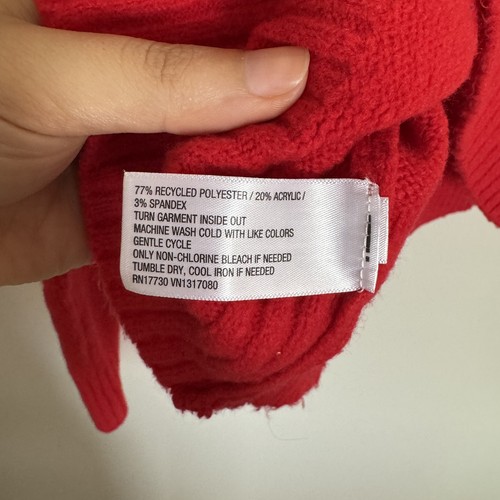 77% RECYCLED POLYESTER / 20% ACRYLIC /
3% SPANDEX
TURN GARMENT INSIDE OUT
MACHINE WASH COLD WITH LIKE COLORS
GENTLE CYCLE
ONLY NON-CHLORINE BLEACH IF NEEDED
TUMBLE DRY, COOL IRON IF NEEDED
RN17730 VN1317080